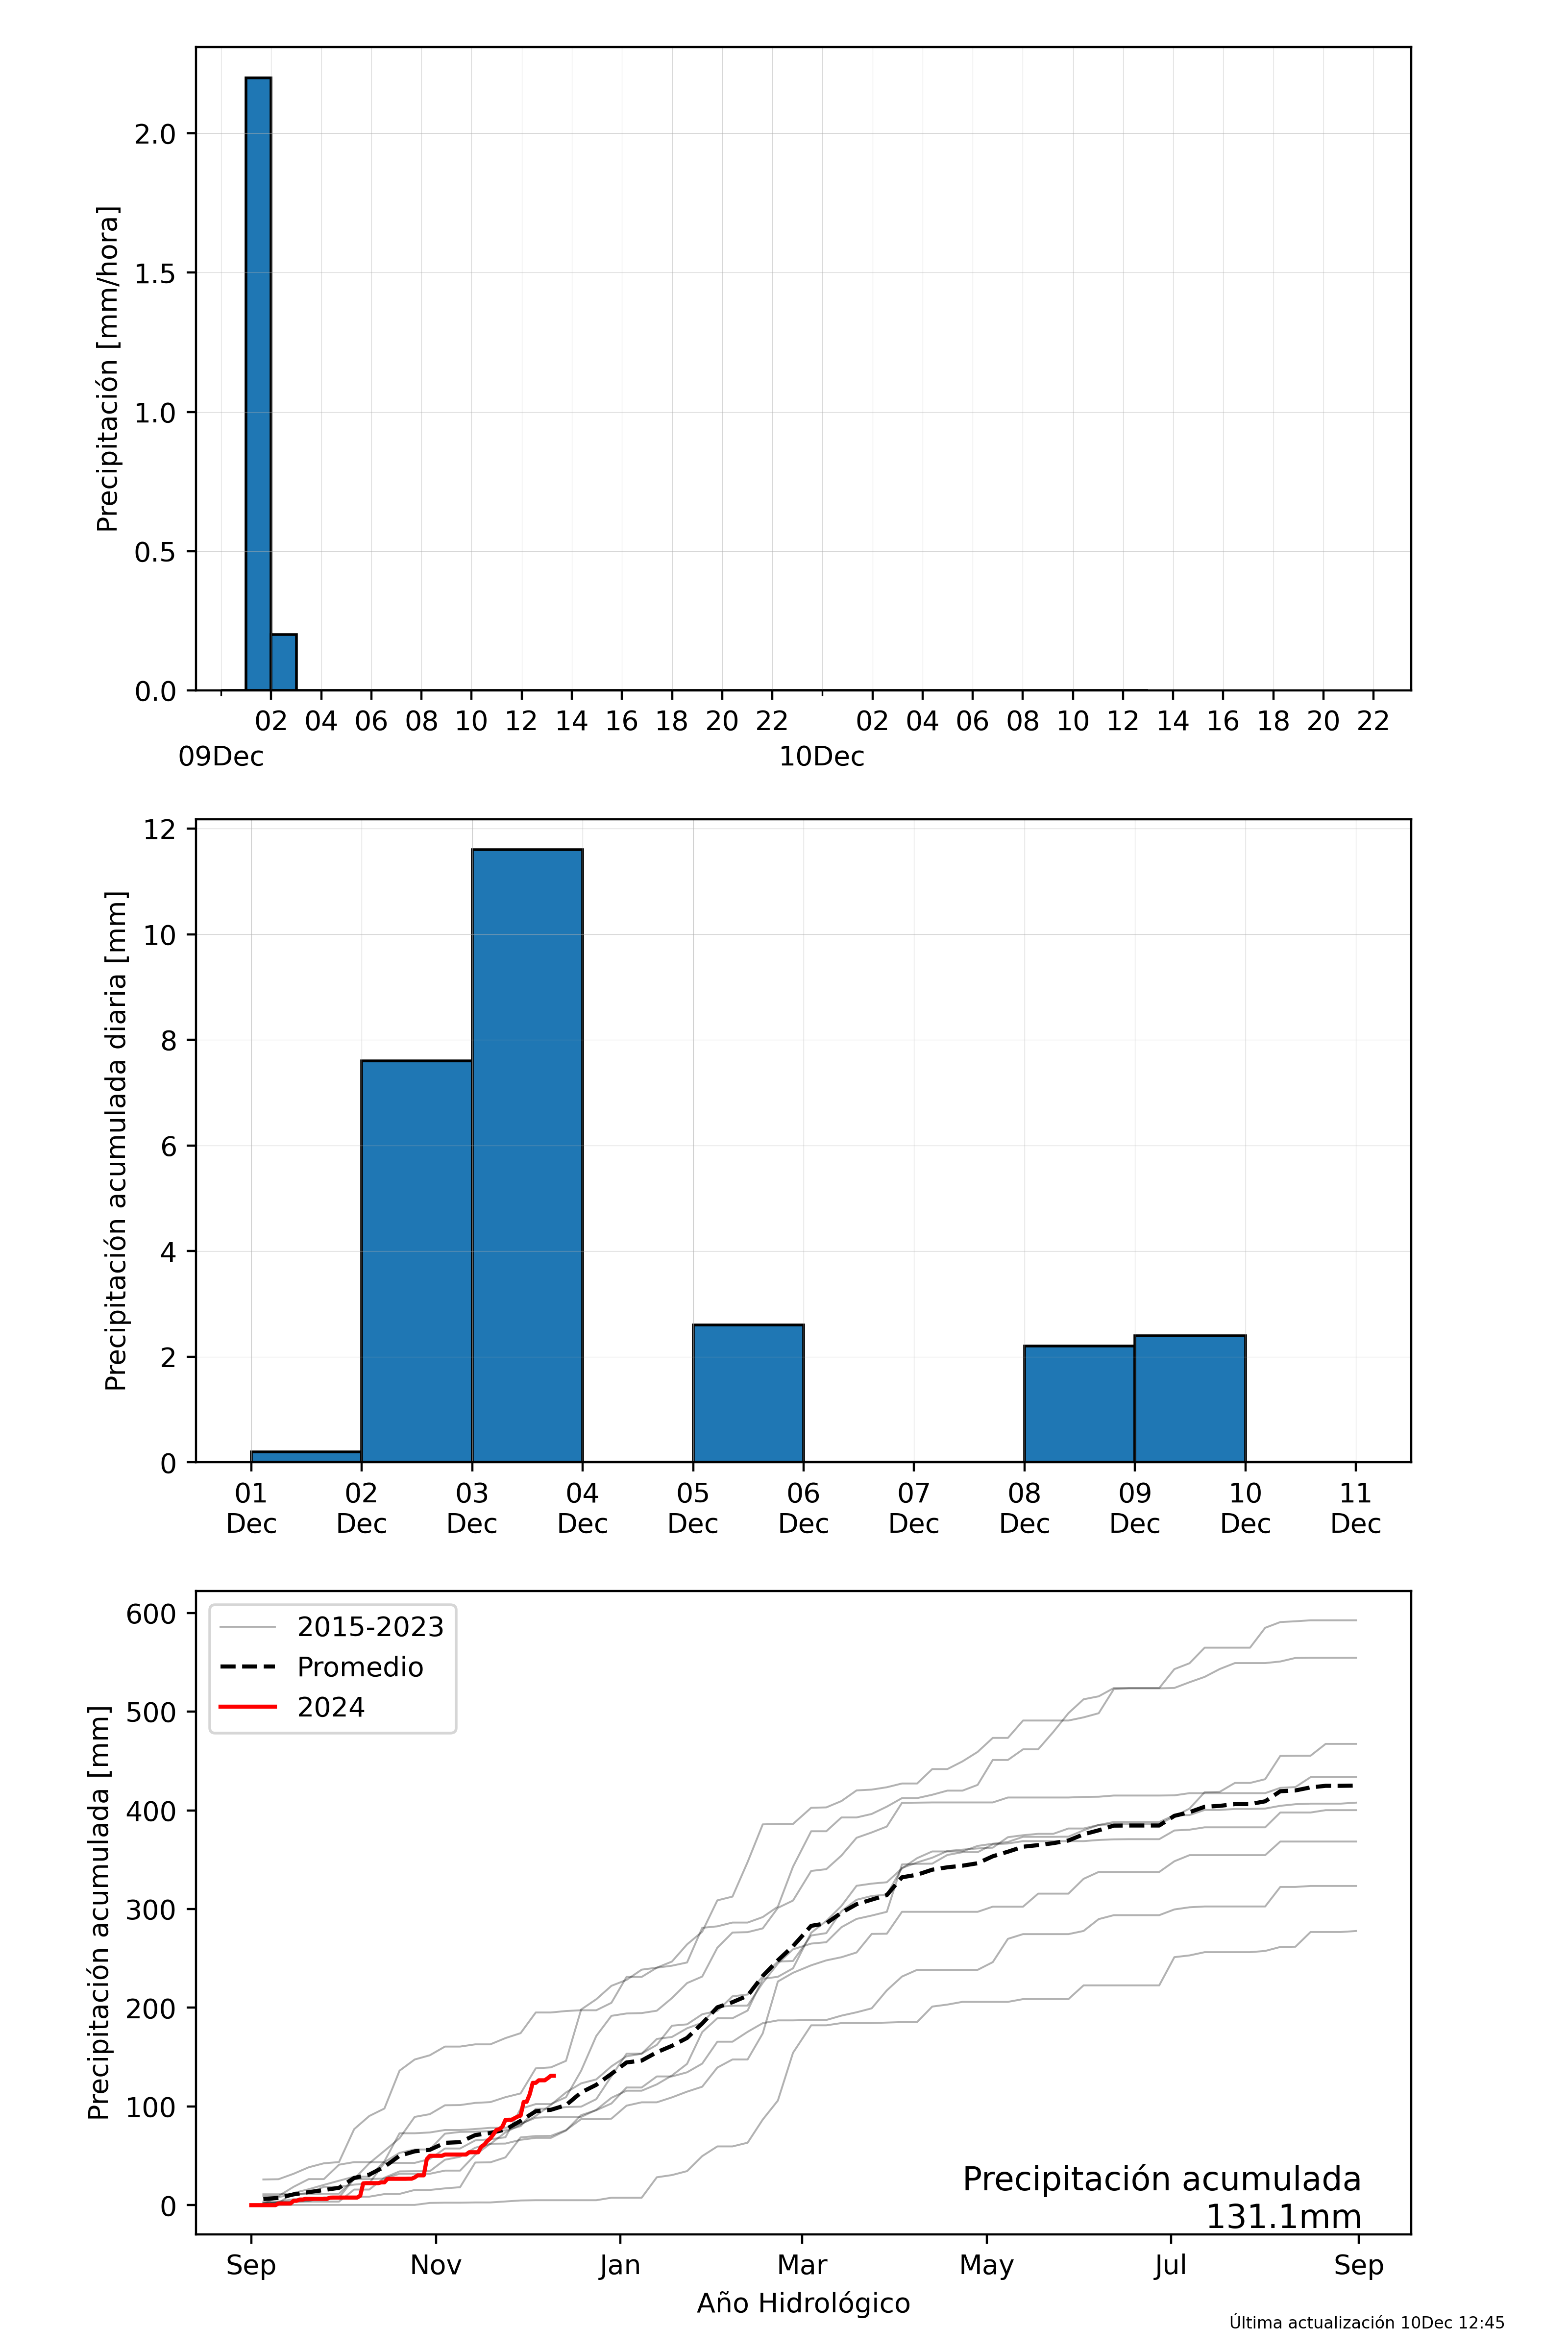 Precipitación [mm/hora]
2.0
1.5
1.0
0.5
0.0
02 04 06 08 10 12 14 16 18 20 22 02 04 06 08 10 12 14 16 18 20 22
09Dec 10Dec
Precipitación acumulada diaria [mm]
12
10
8
6
4
2
0
01 02 03 04 05 06 07 08 09 10 11
Dec Dec Dec Dec Dec Dec Dec Dec Dec Dec Dec
Precipitación acumulada [mm]
600
500
400
300
200
100
0
2015-2023
Promedio
2024
Precipitación acumulada
131.1mm
Sep Nov Jan Mar May Jul Sep
Año Hidrológico
Última actualización 10Dec 12:45